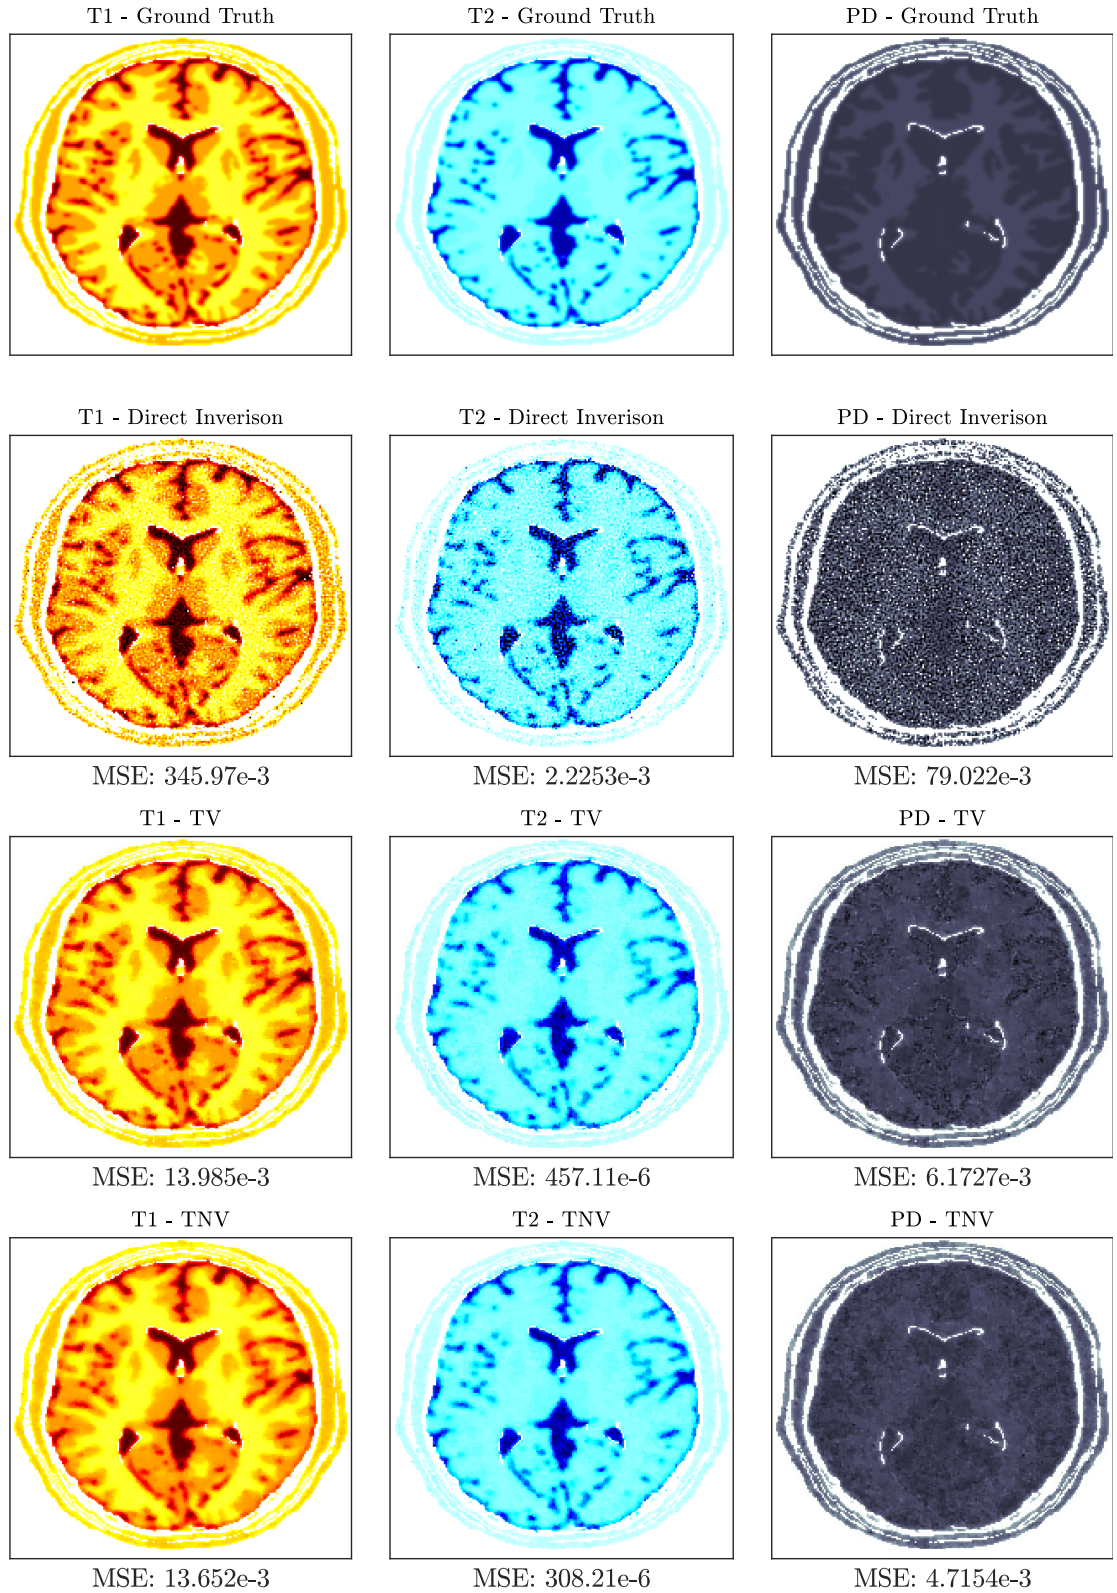 T1 - Ground Truth
T2 - Ground Truth
PD - Ground Truth
T1 - Direct Inverison
T2 - Direct Inverison
PD - Direct Inverison
MSE: 345.97e-3
MSE: 2.2253e-3
MSE: 79.022e-3
T1 - TV
T2 - TV
PD - TV
MSE: 13.985e-3
MSE: 457.11e-6
MSE: 6.1727e-3
T1 - TNV
T2 - TNV
PD - TNV
MSE: 13.652e-3
MSE: 308.21e-6
MSE: 4.7154e-3